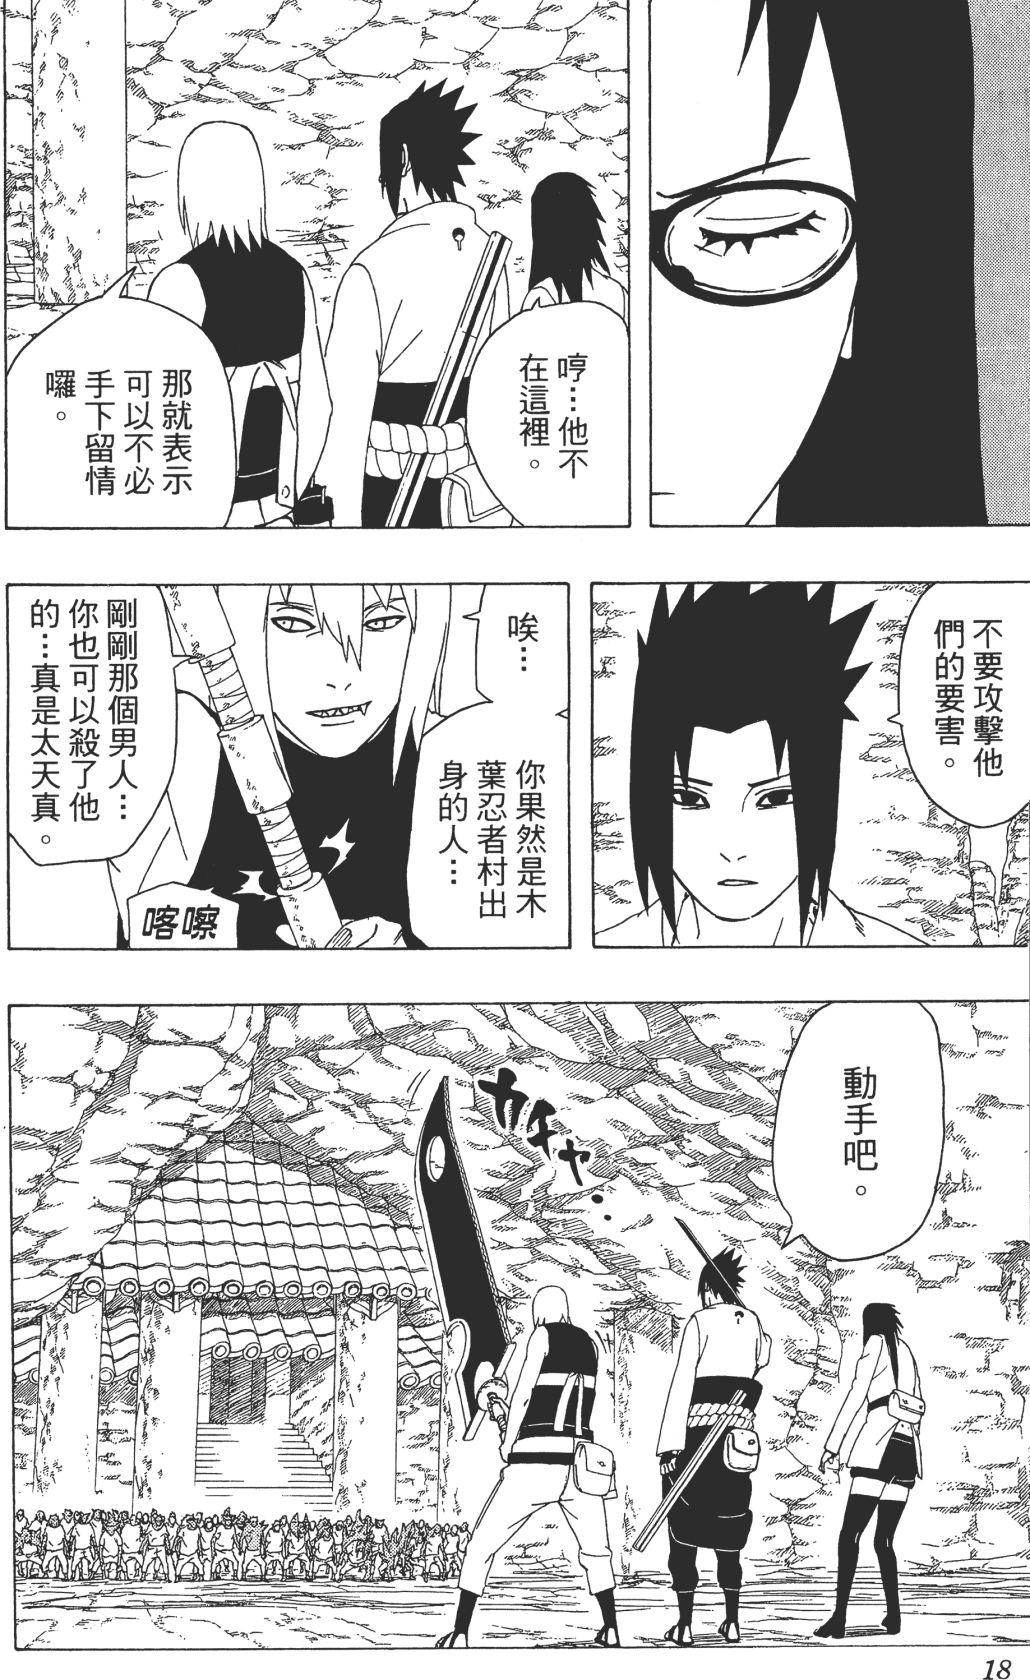 哼…他不
在這裡。
那就表示
可以不必
手下留情
囉。
不要攻擊他
們的要害。
唉…
你果然是木
葉忍者村出
身的人…
剛剛那個男人…
你也可以殺了他
的…真是太天真。
喀嚓
動手吧。
カチャ
18